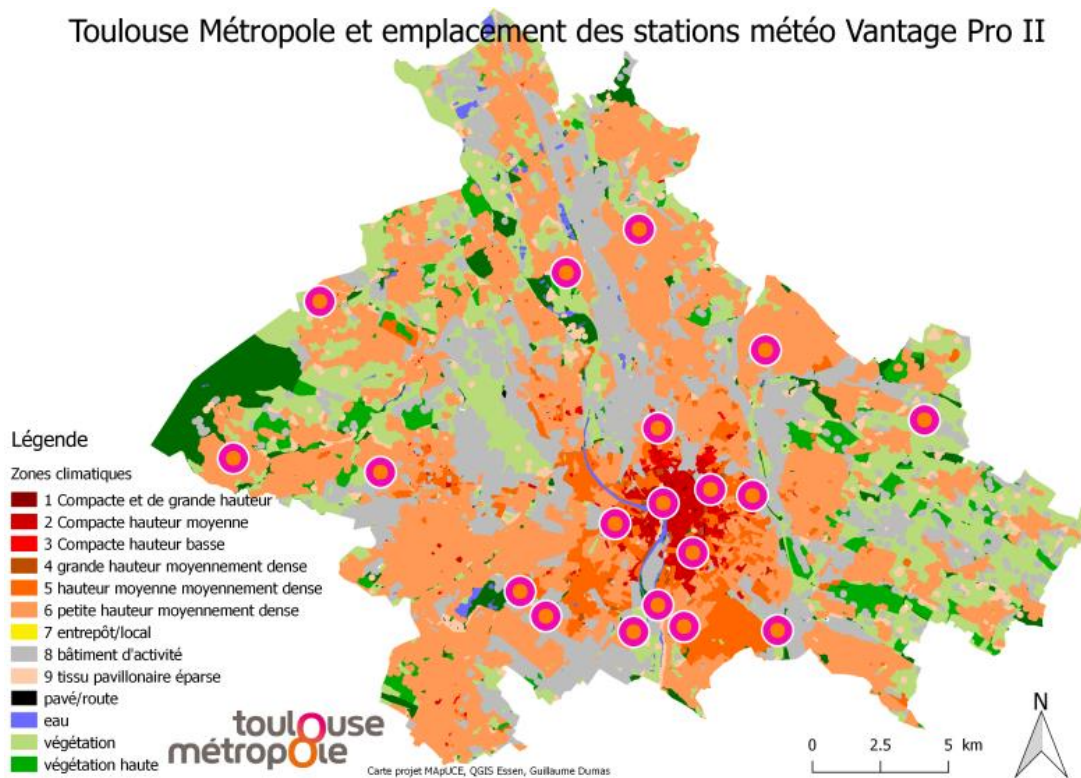 Toulouse Métropole et emplacement des stations météo Vantage Pro II
Légende
Zones climatiques
1 Compacte et de grande hauteur
2 Compacte hauteur moyenne
3 Compacte hauteur basse
4 grande hauteur moyennement dense
5 hauteur moyenne moyennement dense
6 petite hauteur moyennement dense
7 entrepôt/local
8 bâtiment d'activité
9 tissu pavillonaire éparse
pavé/route
eau
végétation
végétation haute
toulouse
métropole
Carte projet MApUCE, QGIS Essen, Guillaume Dumas
0 2.5 5 km
N